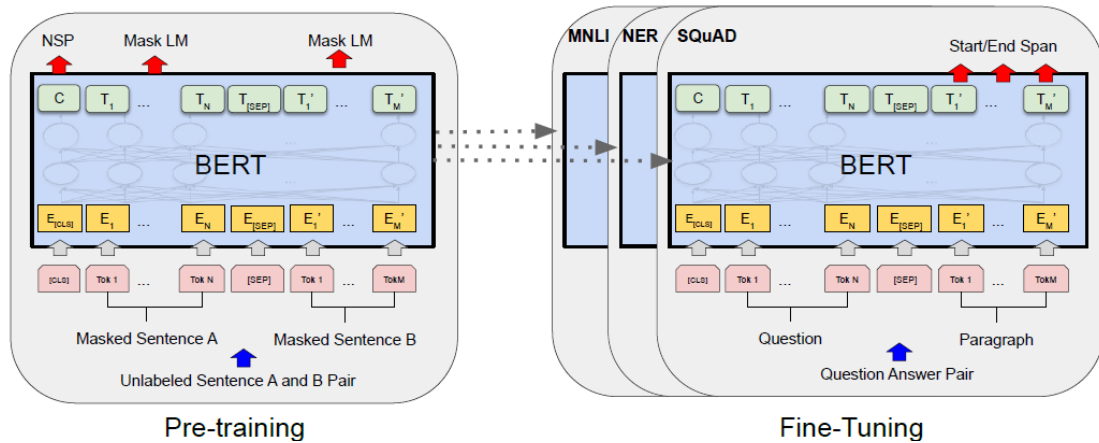 NSP Mask LM Mask LM
C T1 ... TN T[SEP] T1' ... TM'
BERT
E[CLS] E1 ... EN E[SEP] E1' ... EM'
[CLS] Tok 1 ... Tok N [SEP] Tok 1 ... TokM
Masked Sentence A Masked Sentence B
Unlabeled Sentence A and B Pair
Pre-training
MNLI NER SQuAD
Start/End Span
C T1 ... TN T[SEP] T1' ... TM'
BERT
E[CLS] E1 ... EN E[SEP] E1' ... EM'
[CLS] Tok 1 ... Tok N [SEP] Tok 1 ... TokM
Question Paragraph
Question Answer Pair
Fine-Tuning